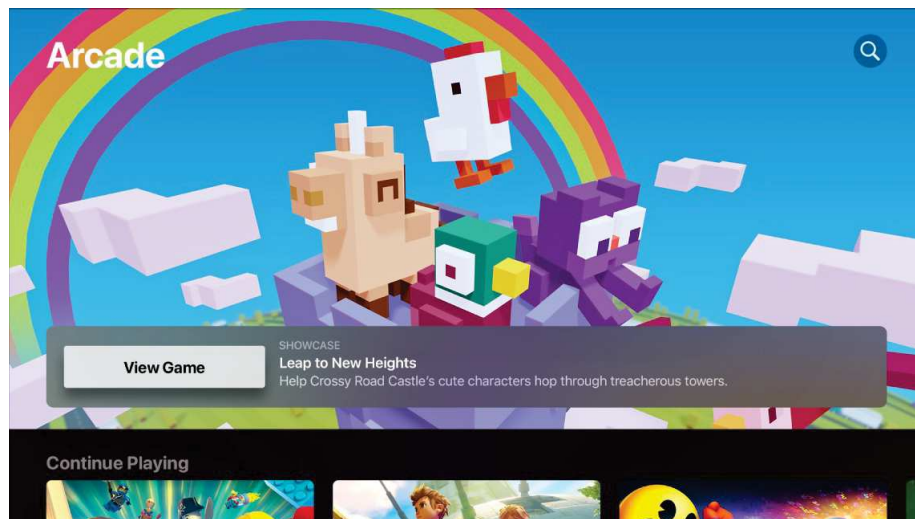 Arcade
View Game
SHOWCASE
Leap to New Heights
Help Crossy Road Castle's cute characters hop through treacherous towers.
Continue Playing